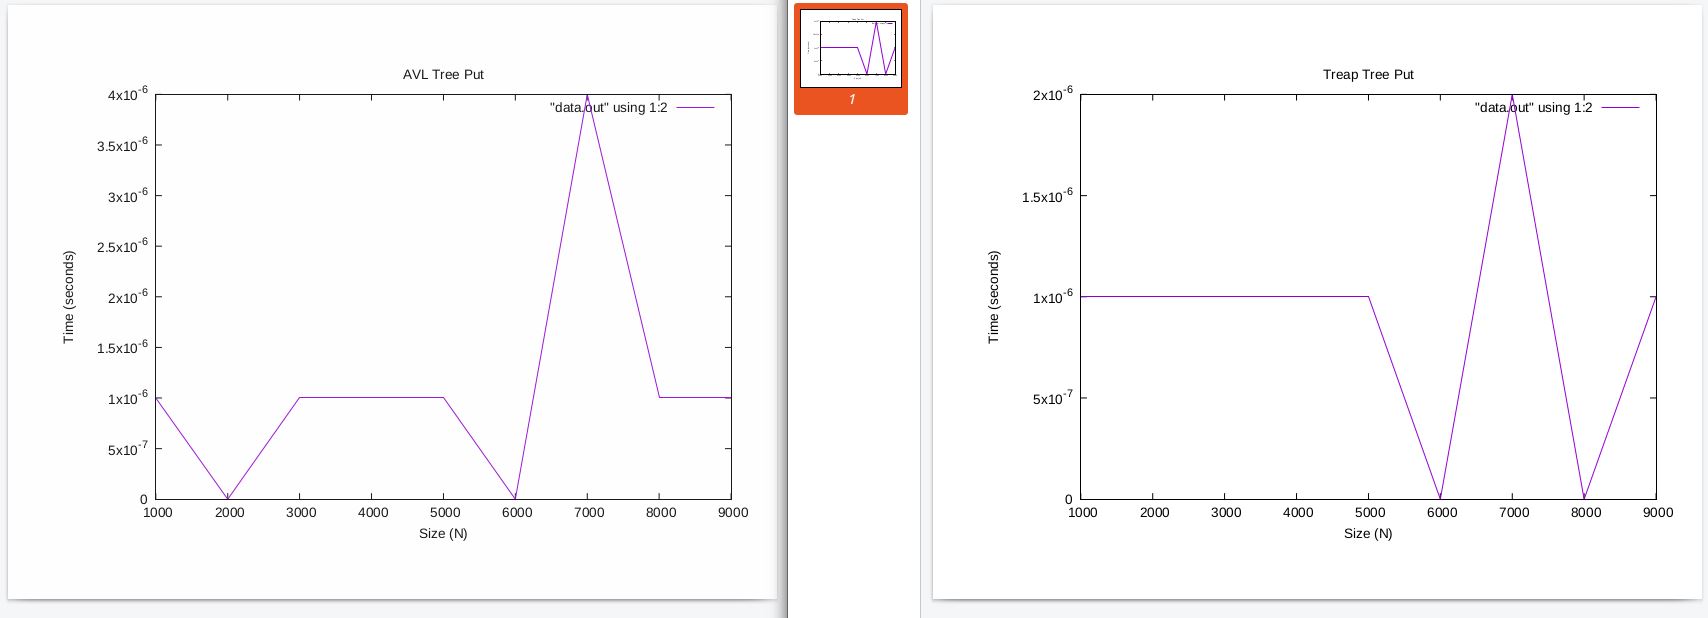 AVL Tree Put
"data.out" using 1:2
4x10-6
3.5x10-6
3x10-6
2.5x10-6
2x10-6
1.5x10-6
1x10-6
5x10-7
0
Time (seconds)
1000 2000 3000 4000 5000 6000 7000 8000 9000
Size (N)
1
Treap Tree Put
"data.out" using 1:2
2x10-6
1.5x10-6
1x10-6
5x10-7
0
Time (seconds)
1000 2000 3000 4000 5000 6000 7000 8000 9000
Size (N)